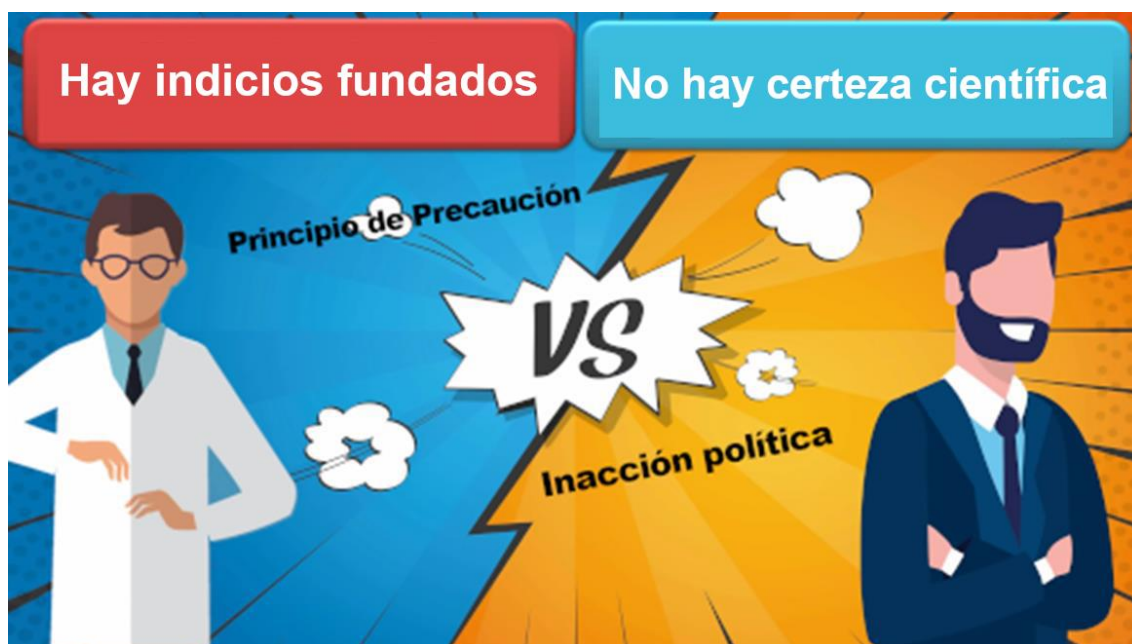 Hay indicios fundados
No hay certeza científica
Principio de Precaución
VS
Inacción política